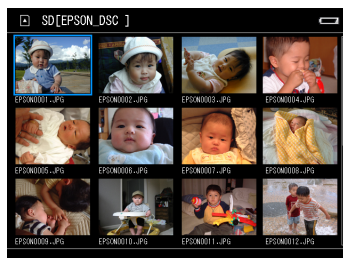 SD[EPSON_DSC ]
EPSON0001.JPG EPSON0002.JPG EPSON0003.JPG EPSON0004.JPG
EPSON0005.JPG EPSON0006.JPG EPSON0007.JPG EPSON0008.JPG
EPSON0009.JPG EPSON0010.JPG EPSON0011.JPG EPSON0012.JPG